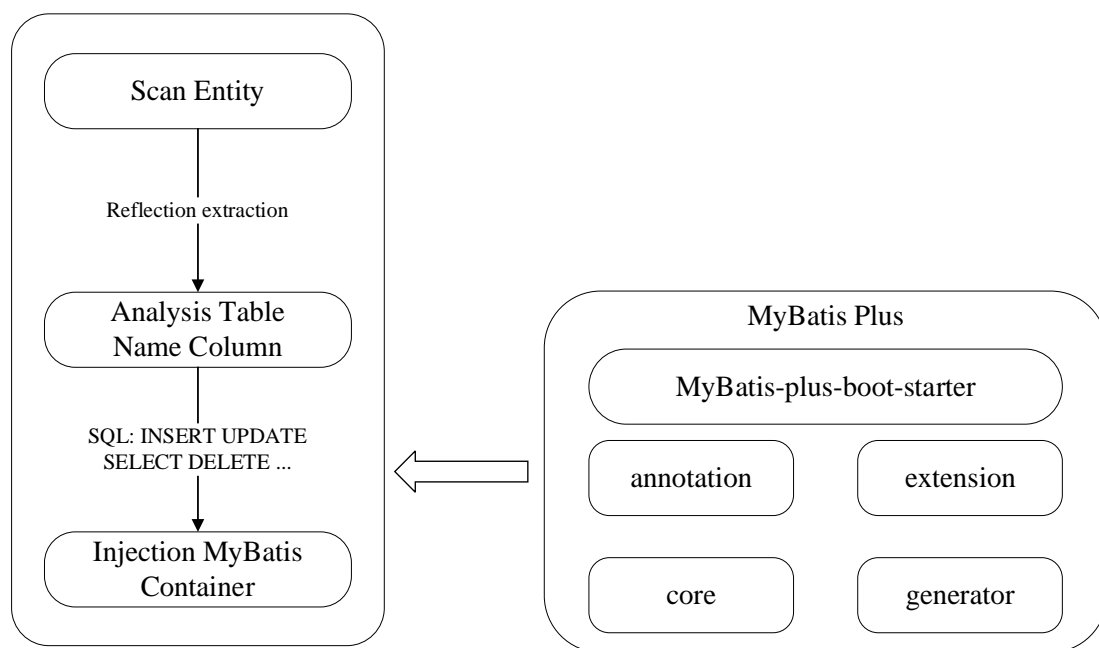 Scan Entity
Reflection extraction
Analysis Table
Name Column
SQL: INSERT UPDATE
SELECT DELETE ...
Injection MyBatis
Container
MyBatis Plus
MyBatis-plus-boot-starter
annotation
extension
core
generator